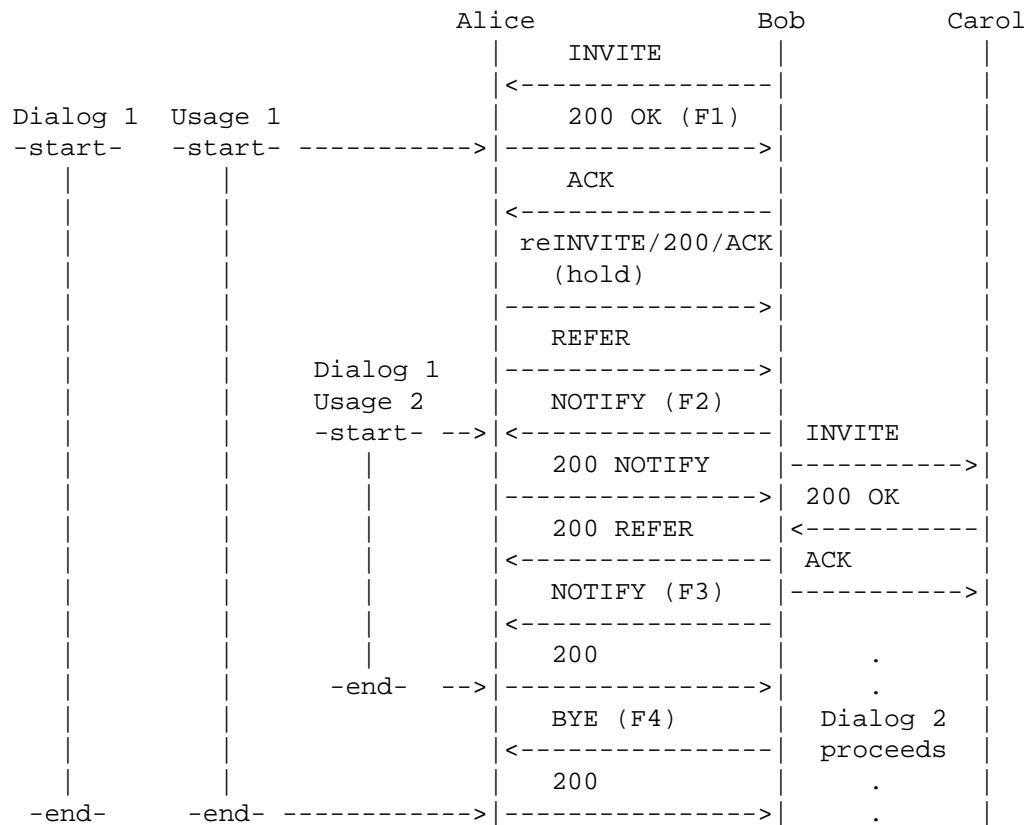 Alice Bob Carol
INVITE
Dialog 1 Usage 1 200 OK (F1)
-start- -start-
ACK
reINVITE/200/ACK
(hold)
REFER
Dialog 1
Usage 2 NOTIFY (F2)
-start- INVITE
200 NOTIFY
200 OK
200 REFER
ACK
NOTIFY (F3)
200 .
-end- .
BYE (F4) Dialog 2
proceeds
200 .
-end- -end- .